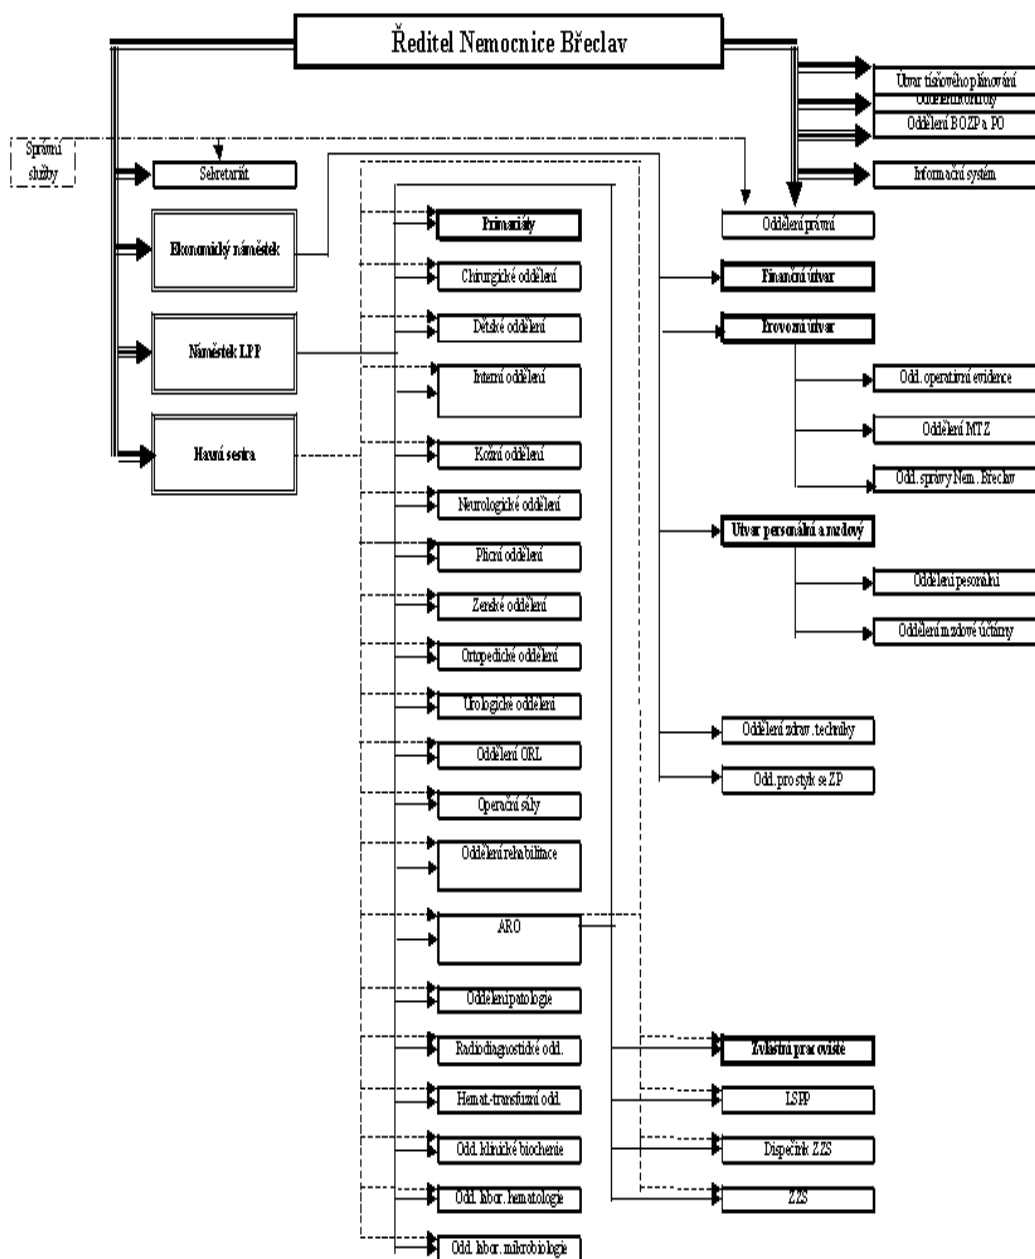 Ředitel Nemocnice Břeclav
Útvar tísňového plánování
Oddělení kontroly
Oddělení BOZP a PO
Informační systém
Správní
služby
Sekretariát
Ekonomický náměstek
Náměstek LPP
Hlavní sestra
Primariáty
Chirurgické oddělení
Dětské oddělení
Interní oddělení
Kožní oddělení
Neurologické oddělení
Plicní oddělení
Ženské oddělení
Ortopedické oddělení
Urologické oddělení
Oddělení ORL
Operační sály
Oddělení rehabilitace
ARO
Oddělení patologie
Radiodiagnostické odd.
Hemat.-transfuzní odd.
Odd. klinické biochemie
Odd. labor. hematologie
Odd. labor. mikrobiologie
Oddělení právní
Finanční útvar
Provozní útvar
Odd. operativní evidence
Oddělení MTZ
Odd. správy Nem. Břeclav
Útvar personální a mzdový
Oddělení pesonální
Oddělení mzdové účtárny
Oddělení zdrav. techniky
Odd. pro styk se ZP
Zvláštní pracoviště
LSPP
Dispečink ZZS
ZZS